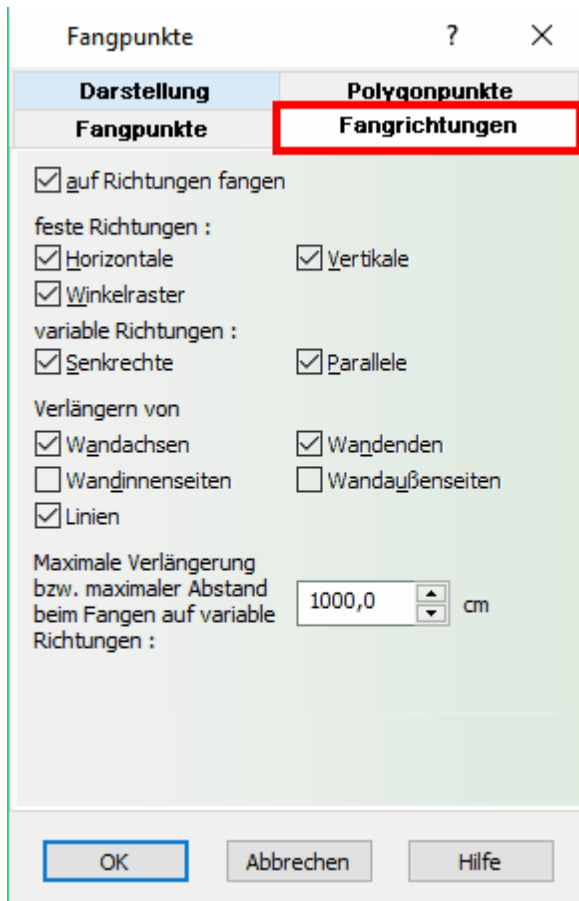 Fangpunkte ?
Darstellung Polygonpunkte
Fangpunkte Fangrichtungen
auf Richtungen fangen
feste Richtungen :
Horizontale Vertikale
Winkelraster
variable Richtungen :
Senkrechte Parallele
Verlängern von
Wandachsen Wandenden
Wandinnenseiten Wandaußenseiten
Linien
Maximale Verlängerung
bzw. maximaler Abstand
beim Fangen auf variable
Richtungen :
1000,0 cm
OK Abbrechen Hilfe